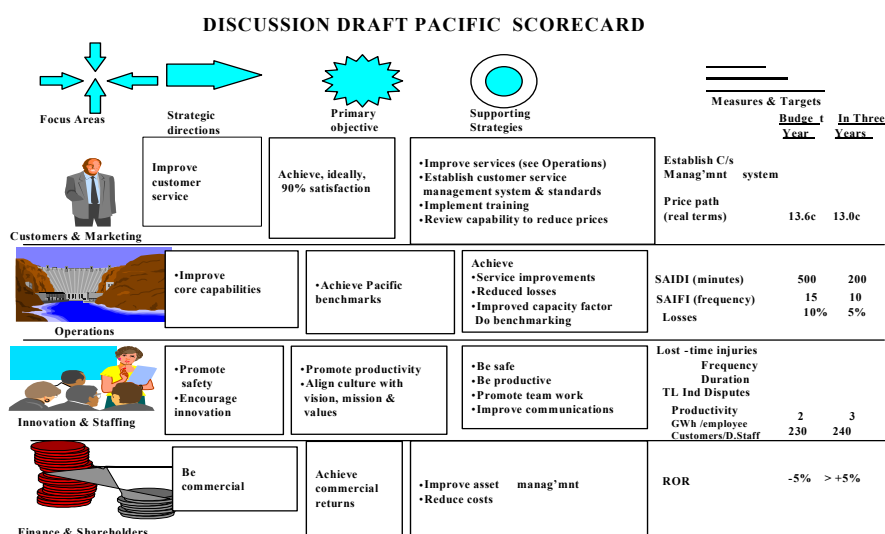 DISCUSSION DRAFT PACIFIC SCORECARD
Focus Areas
Strategic
directions
Primary
objective
Supporting
Strategies
Measures & Targets
Budge t
Year
In Three
Years
Improve
customer
service
Achieve, ideally,
90% satisfaction
•Improve services (see Operations)
•Establish customer service
management system & standards
•Implement training
•Review capability to reduce prices
Establish C/s
Manag'mnt system
Price path
(real terms) 13.6c 13.0c
Customers & Marketing
•Improve
core capabilities
•Achieve Pacific
benchmarks
Achieve
•Service improvements
•Reduced losses
•Improved capacity factor
Do benchmarking
SAIDI (minutes) 500 200
SAIFI (frequency) 15 10
Losses 10% 5%
Operations
•Promote
safety
•Encourage
innovation
•Promote productivity
•Align culture with
vision, mission &
values
•Be safe
•Be productive
•Promote team work
•Improve communications
Lost -time injuries
Frequency
Duration
TL Ind Disputes
Productivity
GWh /employee 2 3
Customers/D.Staff 230 240
Innovation & Staffing
Be
commercial
Achieve
commercial
returns
•Improve asset manag'mnt
•Reduce costs
ROR -5% > +5%
Finance & Shareholders